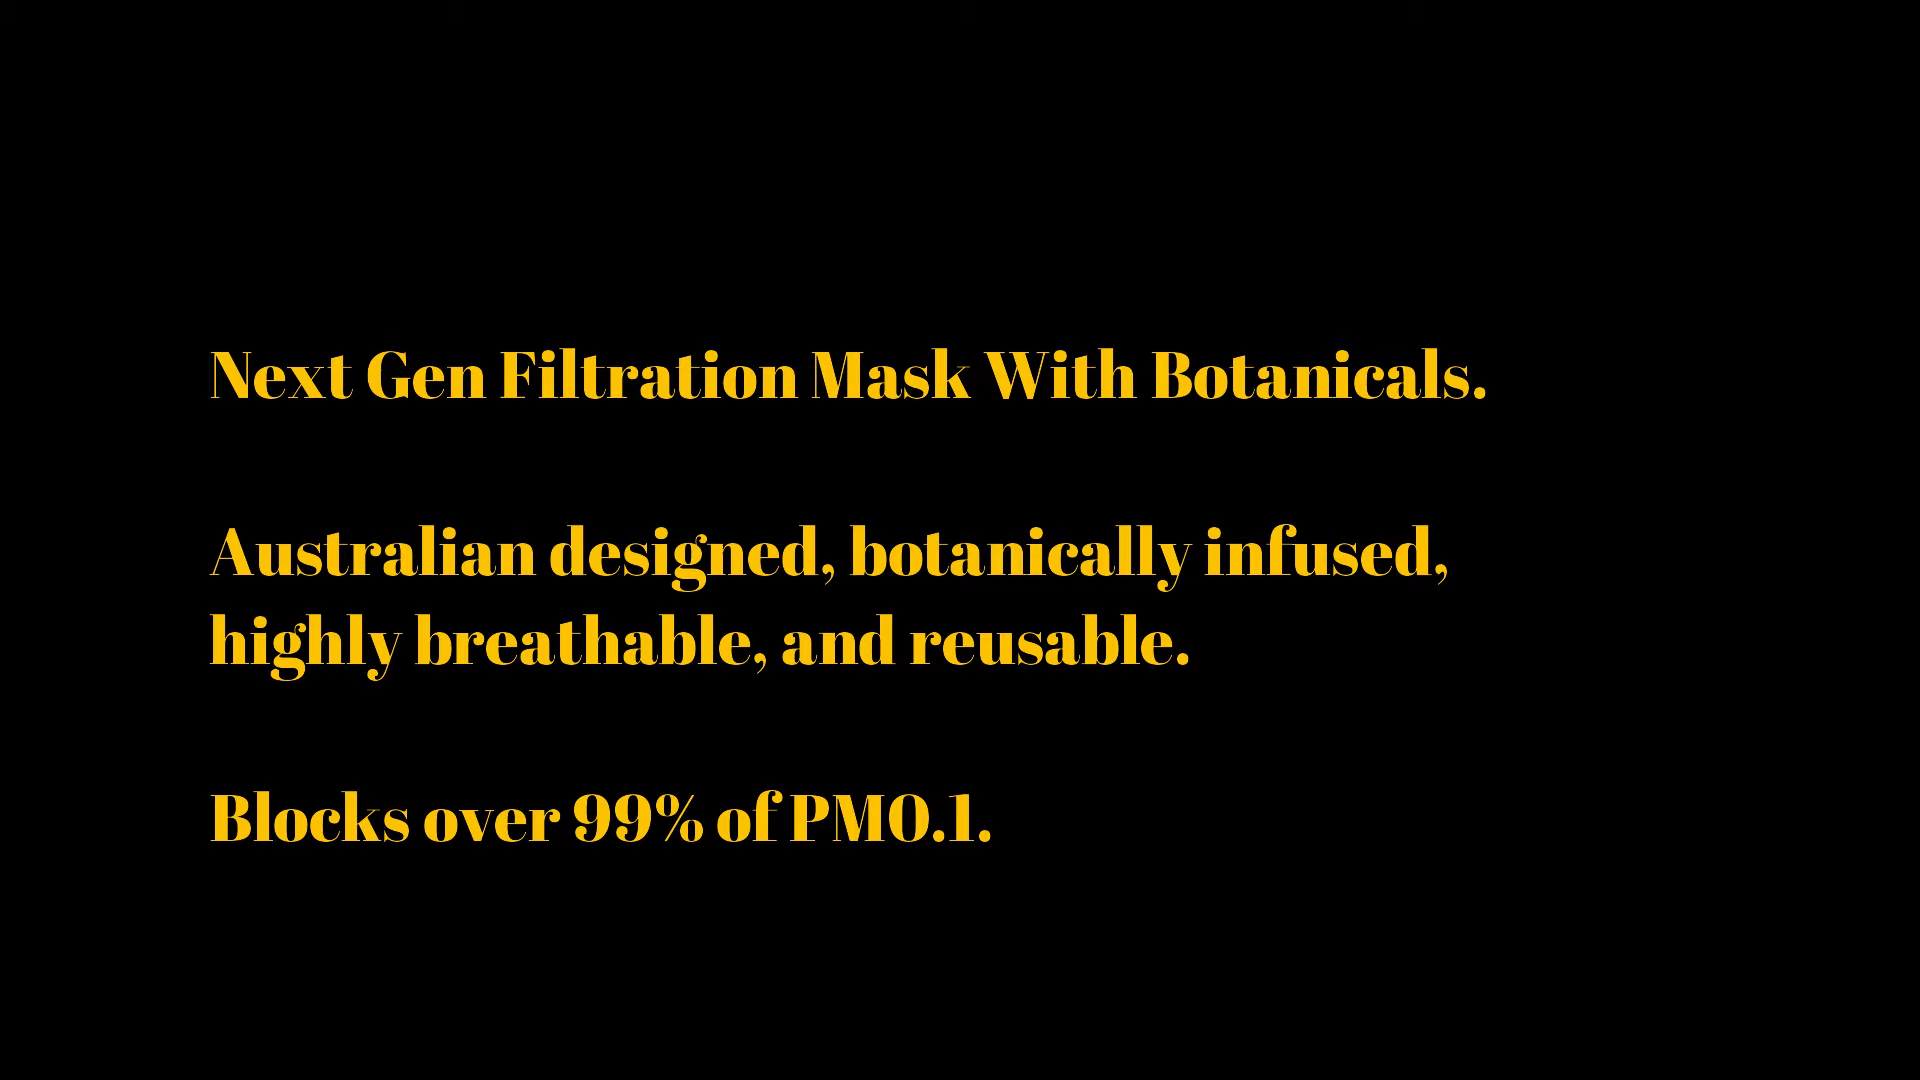 Next Gen Filtration Mask With Botanicals.
Australian designed, botanically infused,
highly breathable, and reusable.
Blocks over 99% of PM0.1.